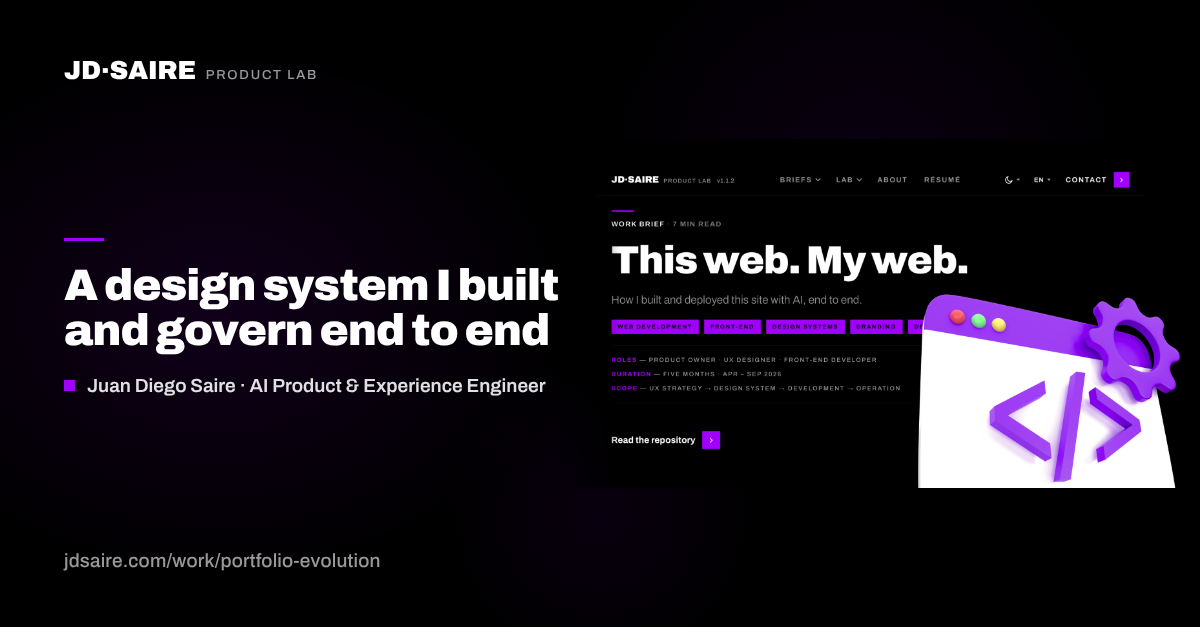 JD·SAIRE PRODUCT LAB
A design system I built
and govern end to end
Juan Diego Saire · AI Product & Experience Engineer
jdsaire.com/work/portfolio-evolution
JD·SAIRE PRODUCT LAB v1.1.2 BRIEFS LAB ABOUT RÉSUMÉ EN CONTACT
WORK BRIEF · 7 MIN READ
This web. My web.
How I built and deployed this site with AI, end to end.
WEB DEVELOPMENT FRONT-END DESIGN SYSTEMS BRANDING
ROLES — PRODUCT OWNER · UX DESIGNER · FRONT-END DEVELOPER
DURATION — FIVE MONTHS · APR – SEP 2026
SCOPE — UX STRATEGY → DESIGN SYSTEM → DEVELOPMENT → OPERATION
Read the repository
</>